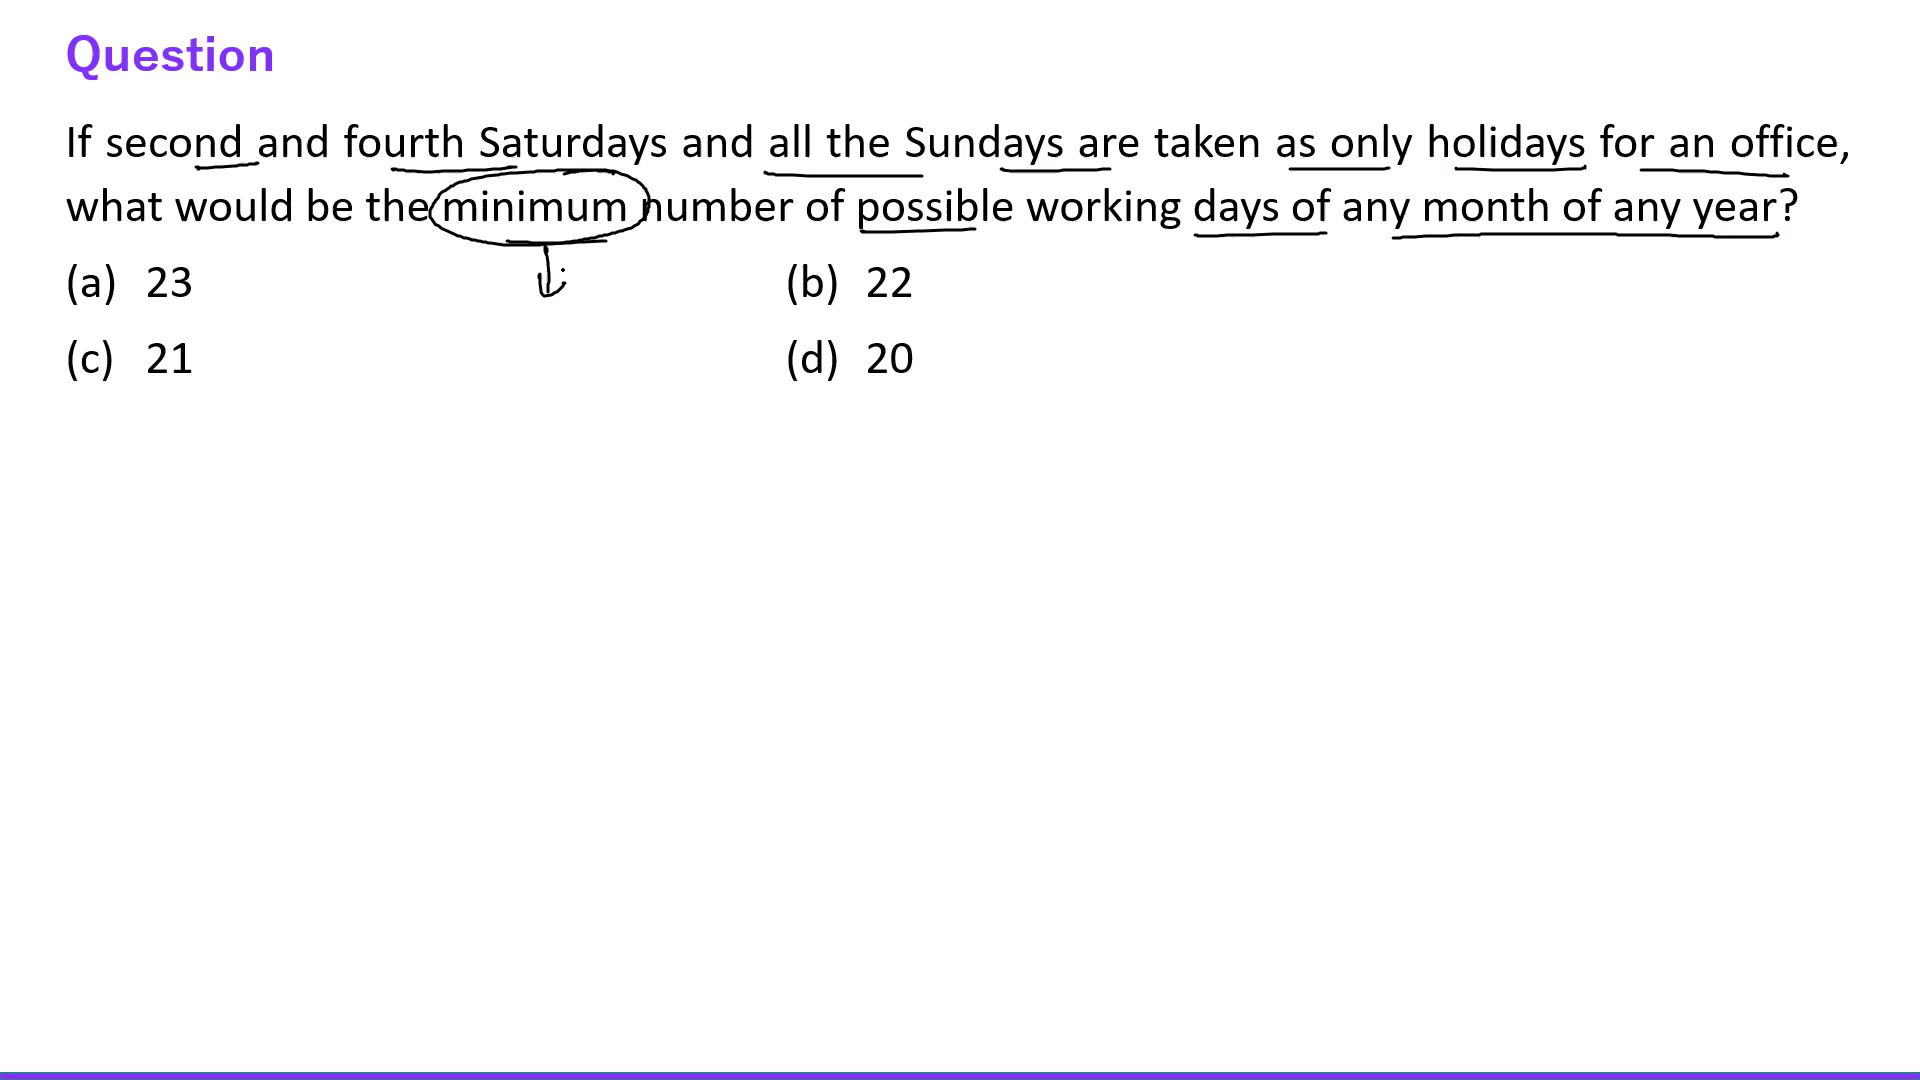 Question
If second and fourth Saturdays and all the Sundays are taken as only holidays for an office,
what would be the minimum number of possible working days of any month of any year?
(a) 23
(b) 22
(c) 21
(d) 20